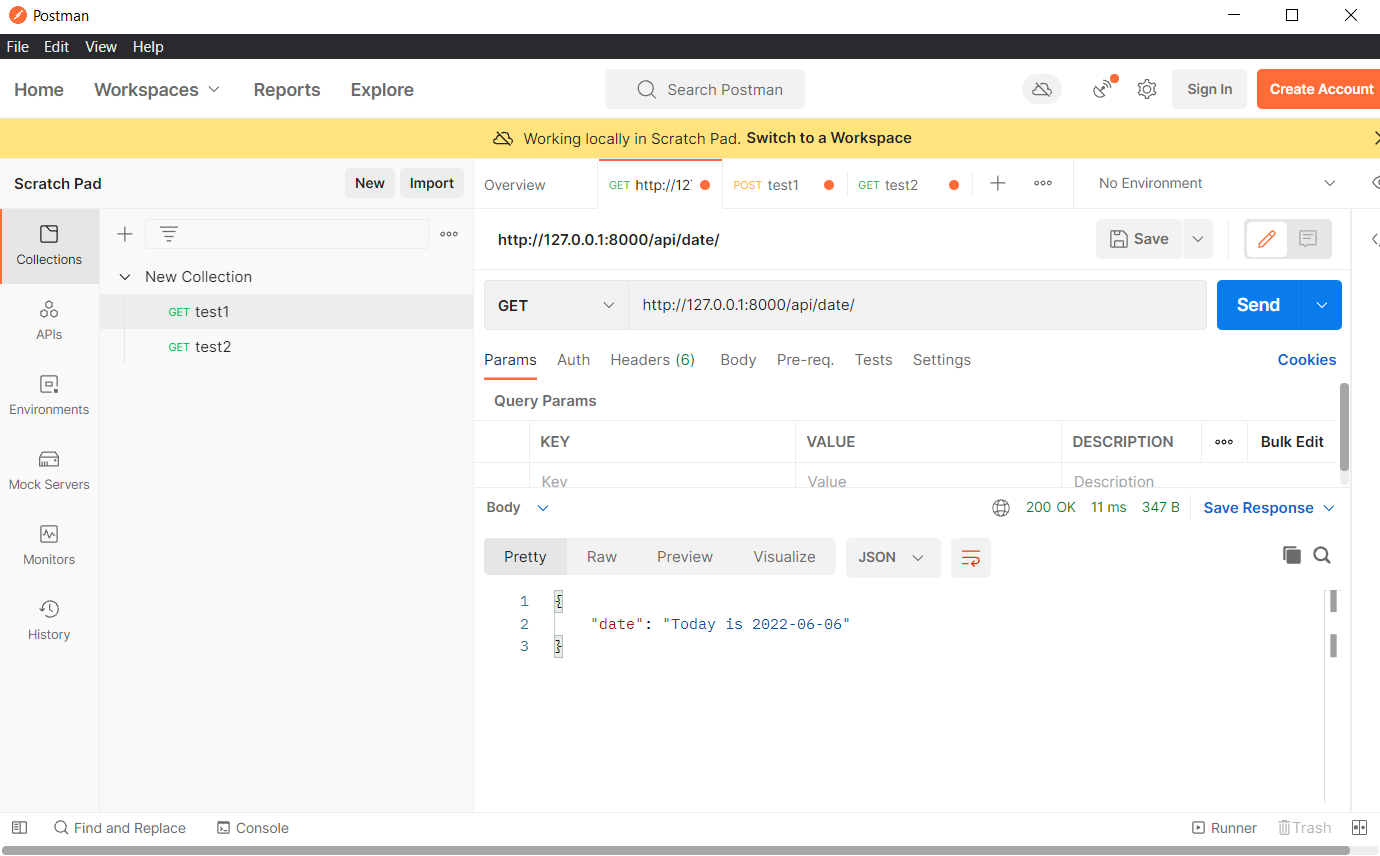 Postman
File Edit View Help
Home Workspaces Reports Explore Search Postman Sign In Create Account
Working locally in Scratch Pad. Switch to a Workspace
Scratch Pad New Import Overview GET http://127 POST test1 GET test2 No Environment
Collections
http://127.0.0.1:8000/api/date/ Save
New Collection
GET test1
GET test2
APIs
Environments
Mock Servers
Monitors
History
GET http://127.0.0.1:8000/api/date/ Send
Params Auth Headers (6) Body Pre-req. Tests Settings Cookies
Query Params
KEY VALUE DESCRIPTION Bulk Edit
Key Value Description
Body 200 OK 11 ms 347 B Save Response
Pretty Raw Preview Visualize JSON
1 {
2 "date": "Today is 2022-06-06"
3 }
Find and Replace Console Runner Trash